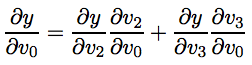 ∂y/∂v₀ = ∂y/∂v₂ ∂v₂/∂v₀ + ∂y/∂v₃ ∂v₃/∂v₀